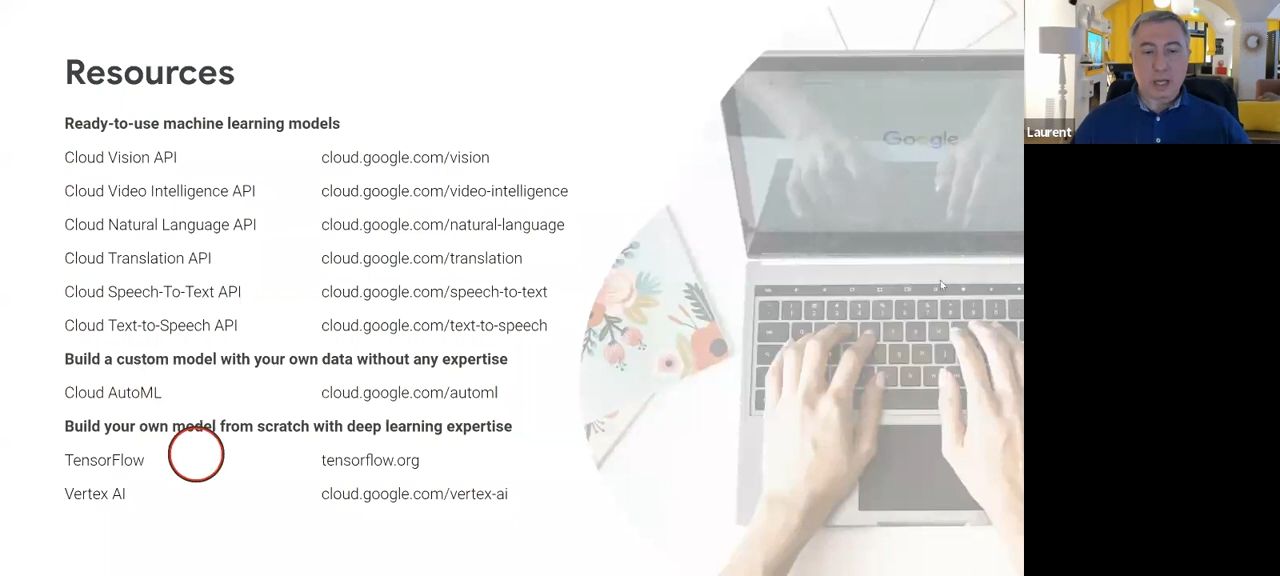 Resources
Ready-to-use machine learning models
Cloud Vision API cloud.google.com/vision
Cloud Video Intelligence API cloud.google.com/video-intelligence
Cloud Natural Language API cloud.google.com/natural-language
Cloud Translation API cloud.google.com/translation
Cloud Speech-To-Text API cloud.google.com/speech-to-text
Cloud Text-to-Speech API cloud.google.com/text-to-speech
Build a custom model with your own data without any expertise
Cloud AutoML cloud.google.com/automl
Build your own model from scratch with deep learning expertise
TensorFlow tensorflow.org
Vertex AI cloud.google.com/vertex-ai
Google
Laurent